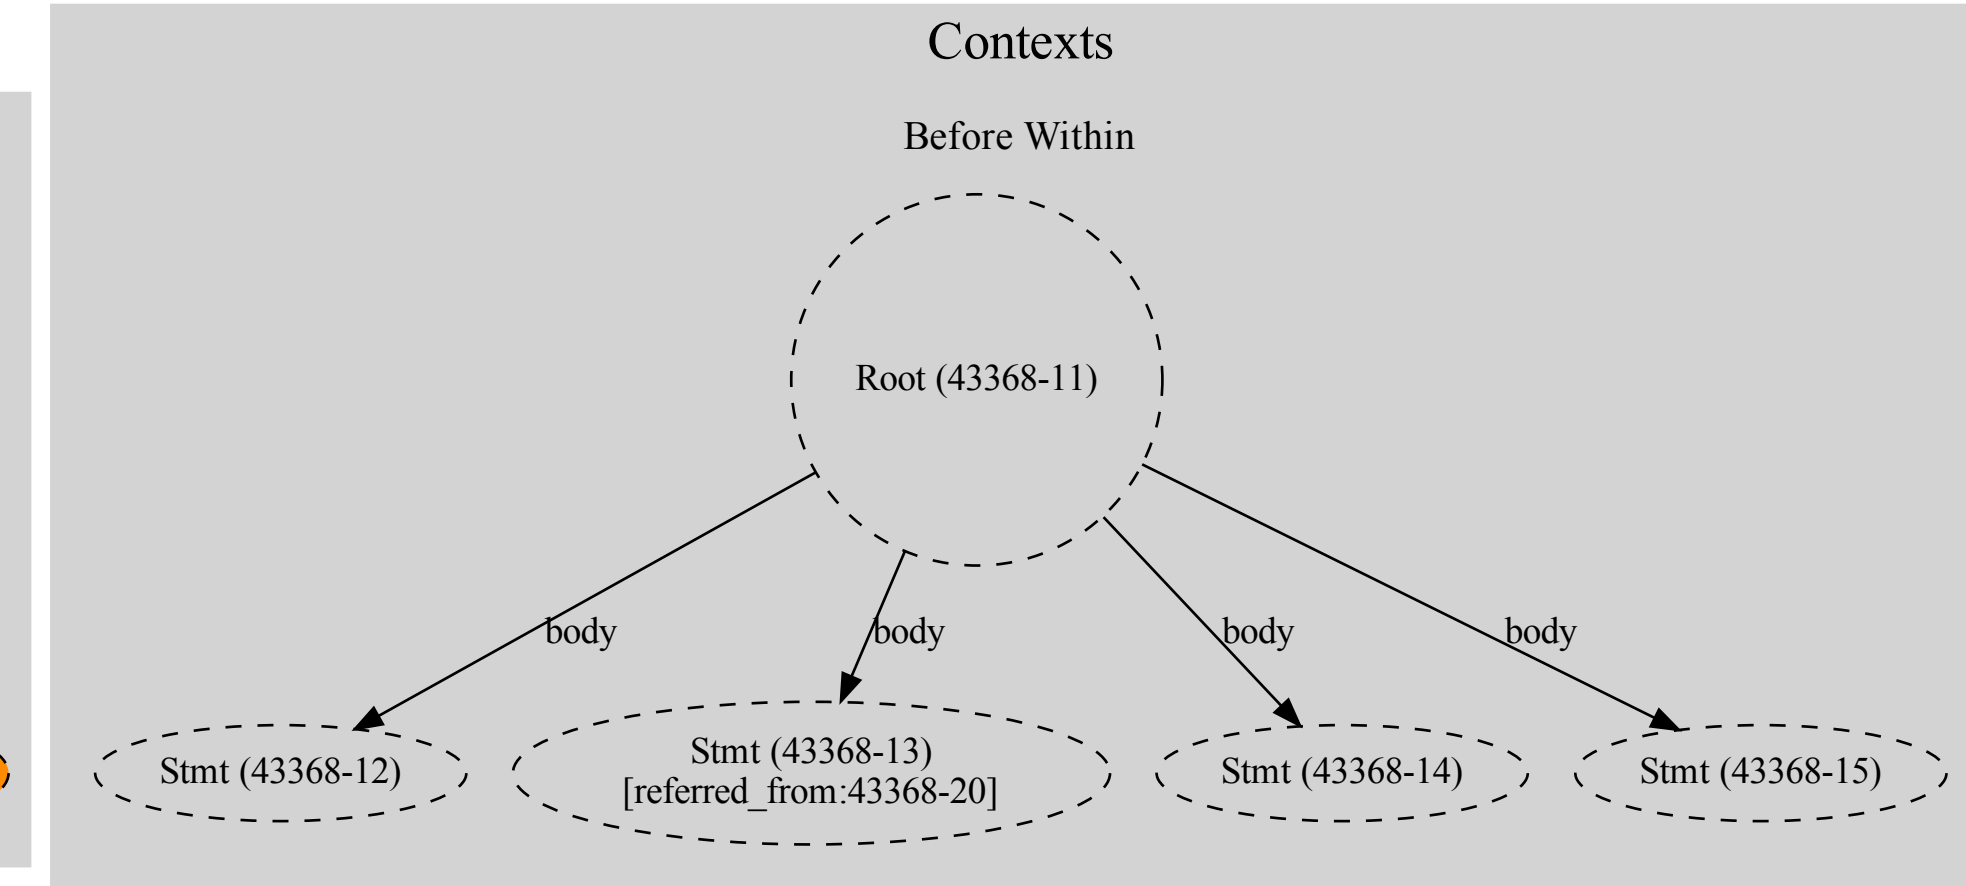 Contexts
Before Within
Root (43368-11)
body
body
body
body
Stmt (43368-12)
Stmt (43368-13)
[referred_from:43368-20]
Stmt (43368-14)
Stmt (43368-15)